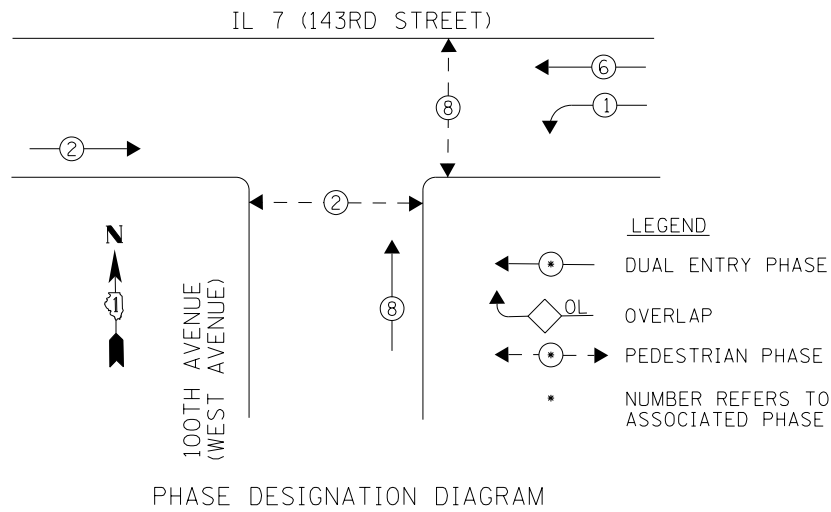 IL 7 (143RD STREET)
6
1
8
2
2
N
1
8
100TH AVENUE
(WEST AVENUE)
LEGEND
* DUAL ENTRY PHASE
OL OVERLAP
* PEDESTRIAN PHASE
* NUMBER REFERS TO
ASSOCIATED PHASE
PHASE DESIGNATION DIAGRAM